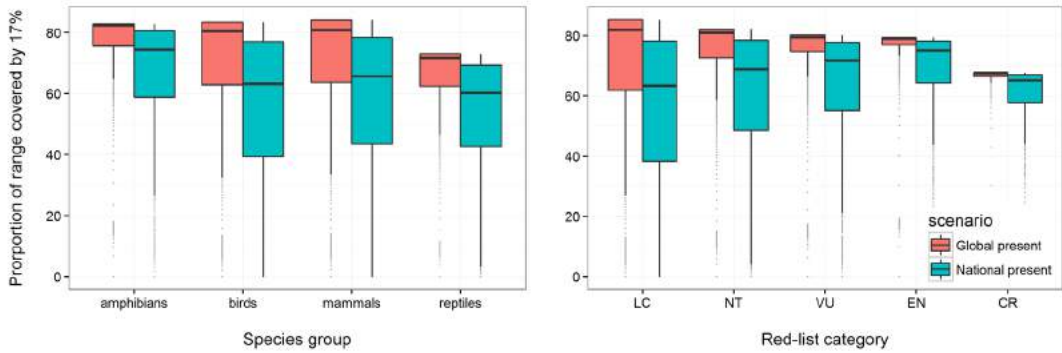 Prorportion of range covered by 17%
80
60
40
20
0
amphibians birds mammals reptiles
Species group
80
60
40
20
0
LC NT VU EN CR
Red-list category
scenario
Global present
National present